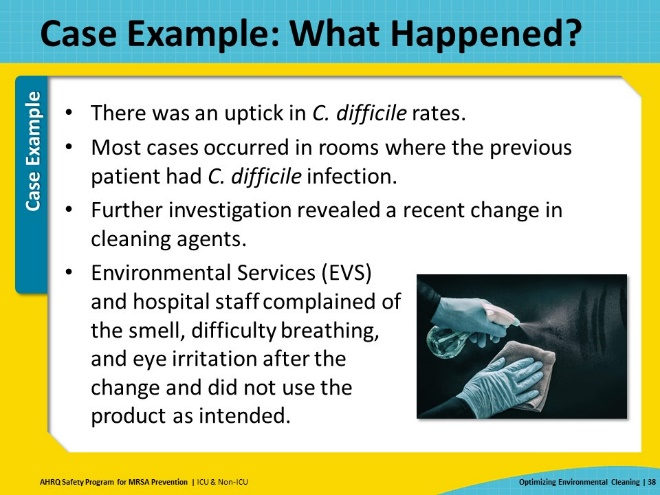 Case Example: What Happened?
Case Example
• There was an uptick in C. difficile rates.
• Most cases occurred in rooms where the previous
patient had C. difficile infection.
• Further investigation revealed a recent change in
cleaning agents.
• Environmental Services (EVS)
and hospital staff complained of
the smell, difficulty breathing,
and eye irritation after the
change and did not use the
product as intended.
AHRQ Safety Program for MRSA Prevention | ICU & Non-ICU
Optimizing Environmental Cleaning | 38